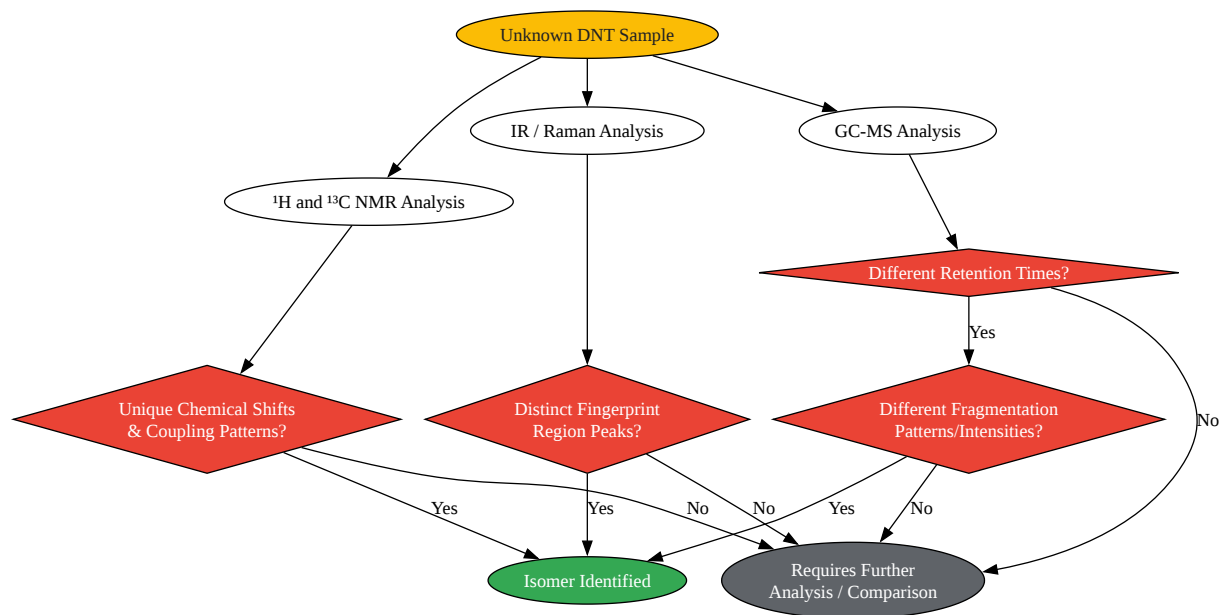 Unknown DNT Sample
IR / Raman Analysis
GC-MS Analysis
¹H and ¹³C NMR Analysis
Different Retention Times?
Yes
Unique Chemical Shifts
& Coupling Patterns?
Distinct Fingerprint
Region Peaks?
Different Fragmentation
Patterns/Intensities?
No
Yes
No
Yes
No
Yes
No
Isomer Identified
Requires Further
Analysis / Comparison